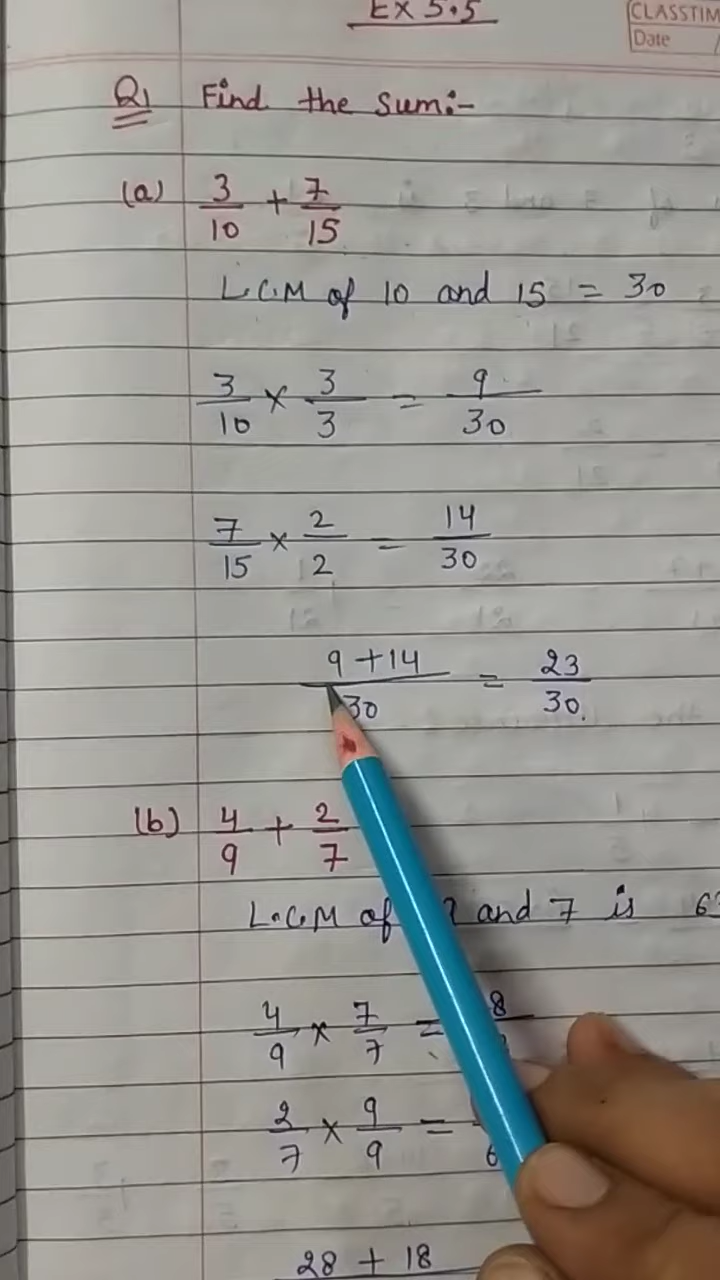 Ex 5.5
CLASSTIM
Date /
Q1 Find the sum:-
(a) 3/10 + 7/15
L.C.M of 10 and 15 = 30
3/10 × 3/3 = 9/30
7/15 × 2/2 = 14/30
9+14/30 = 23/30.
(b) 4/9 + 2/7
L.C.M of and 7 is
4/9 × 7/7 = 8
2/7 × 9/9 = 6
28 + 18